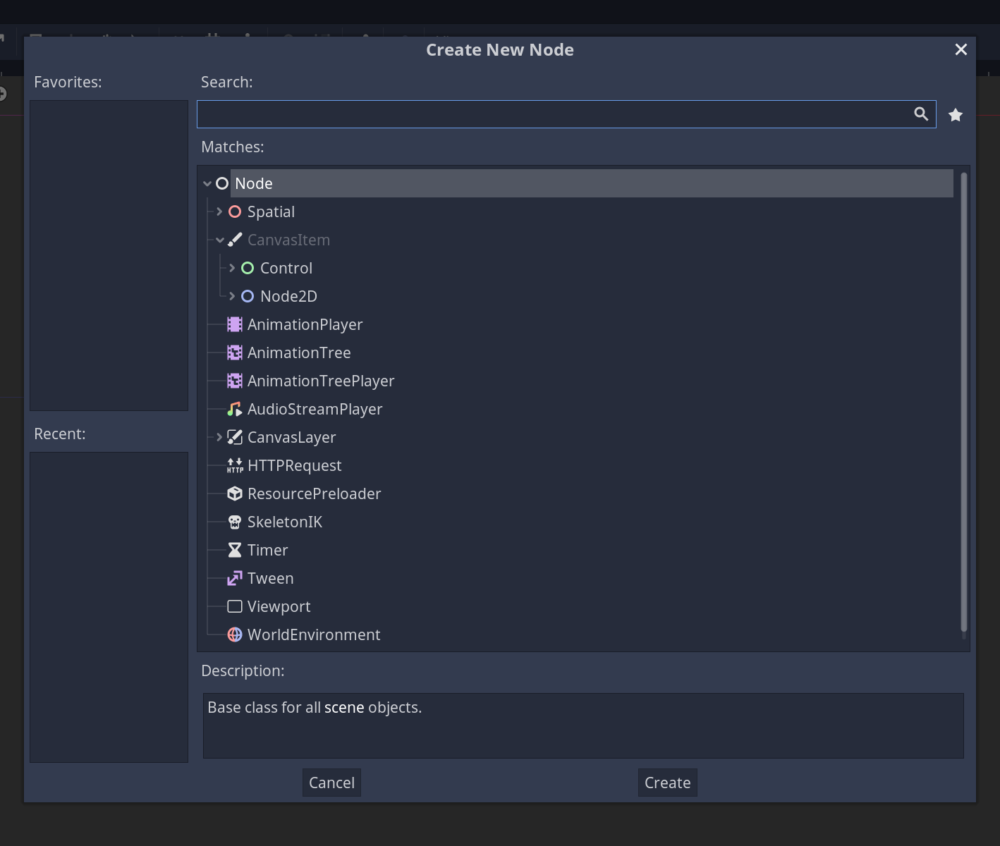 Create New Node
Favorites:
Search:
Matches:
Node
Spatial
CanvasItem
Control
Node2D
AnimationPlayer
AnimationTree
AnimationTreePlayer
AudioStreamPlayer
CanvasLayer
HTTP HTTPRequest
ResourcePreloader
SkeletonIK
Timer
Tween
Viewport
WorldEnvironment
Recent:
Description:
Base class for all scene objects.
Cancel
Create